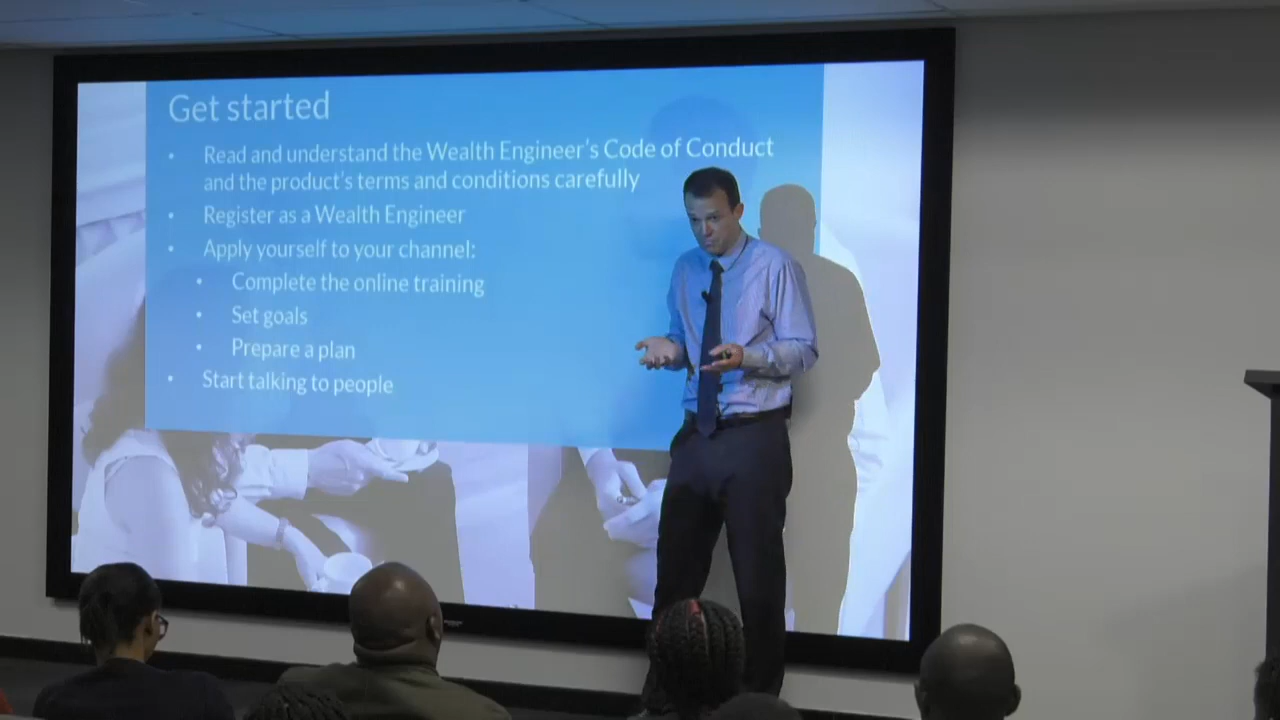 Get started
• Read and understand the Wealth Engineer's Code of Conduct
and the product's terms and conditions carefully
• Register as a Wealth Engineer
• Apply yourself to your channel:
• Complete the online training
• Set goals
• Prepare a plan
• Start talking to people